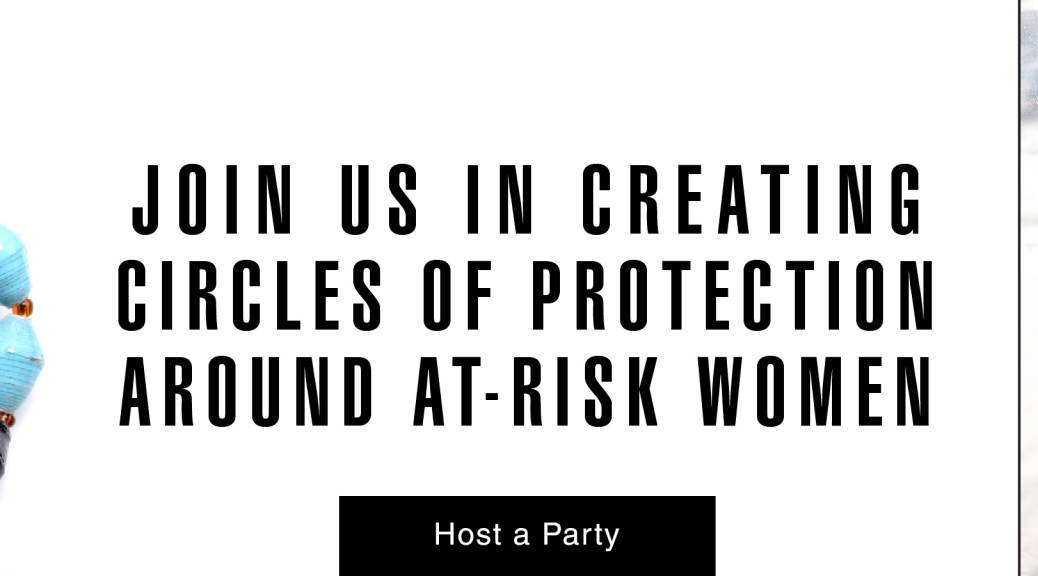 JOIN US IN CREATING
CIRCLES OF PROTECTION
AROUND AT-RISK WOMEN
Host a Party